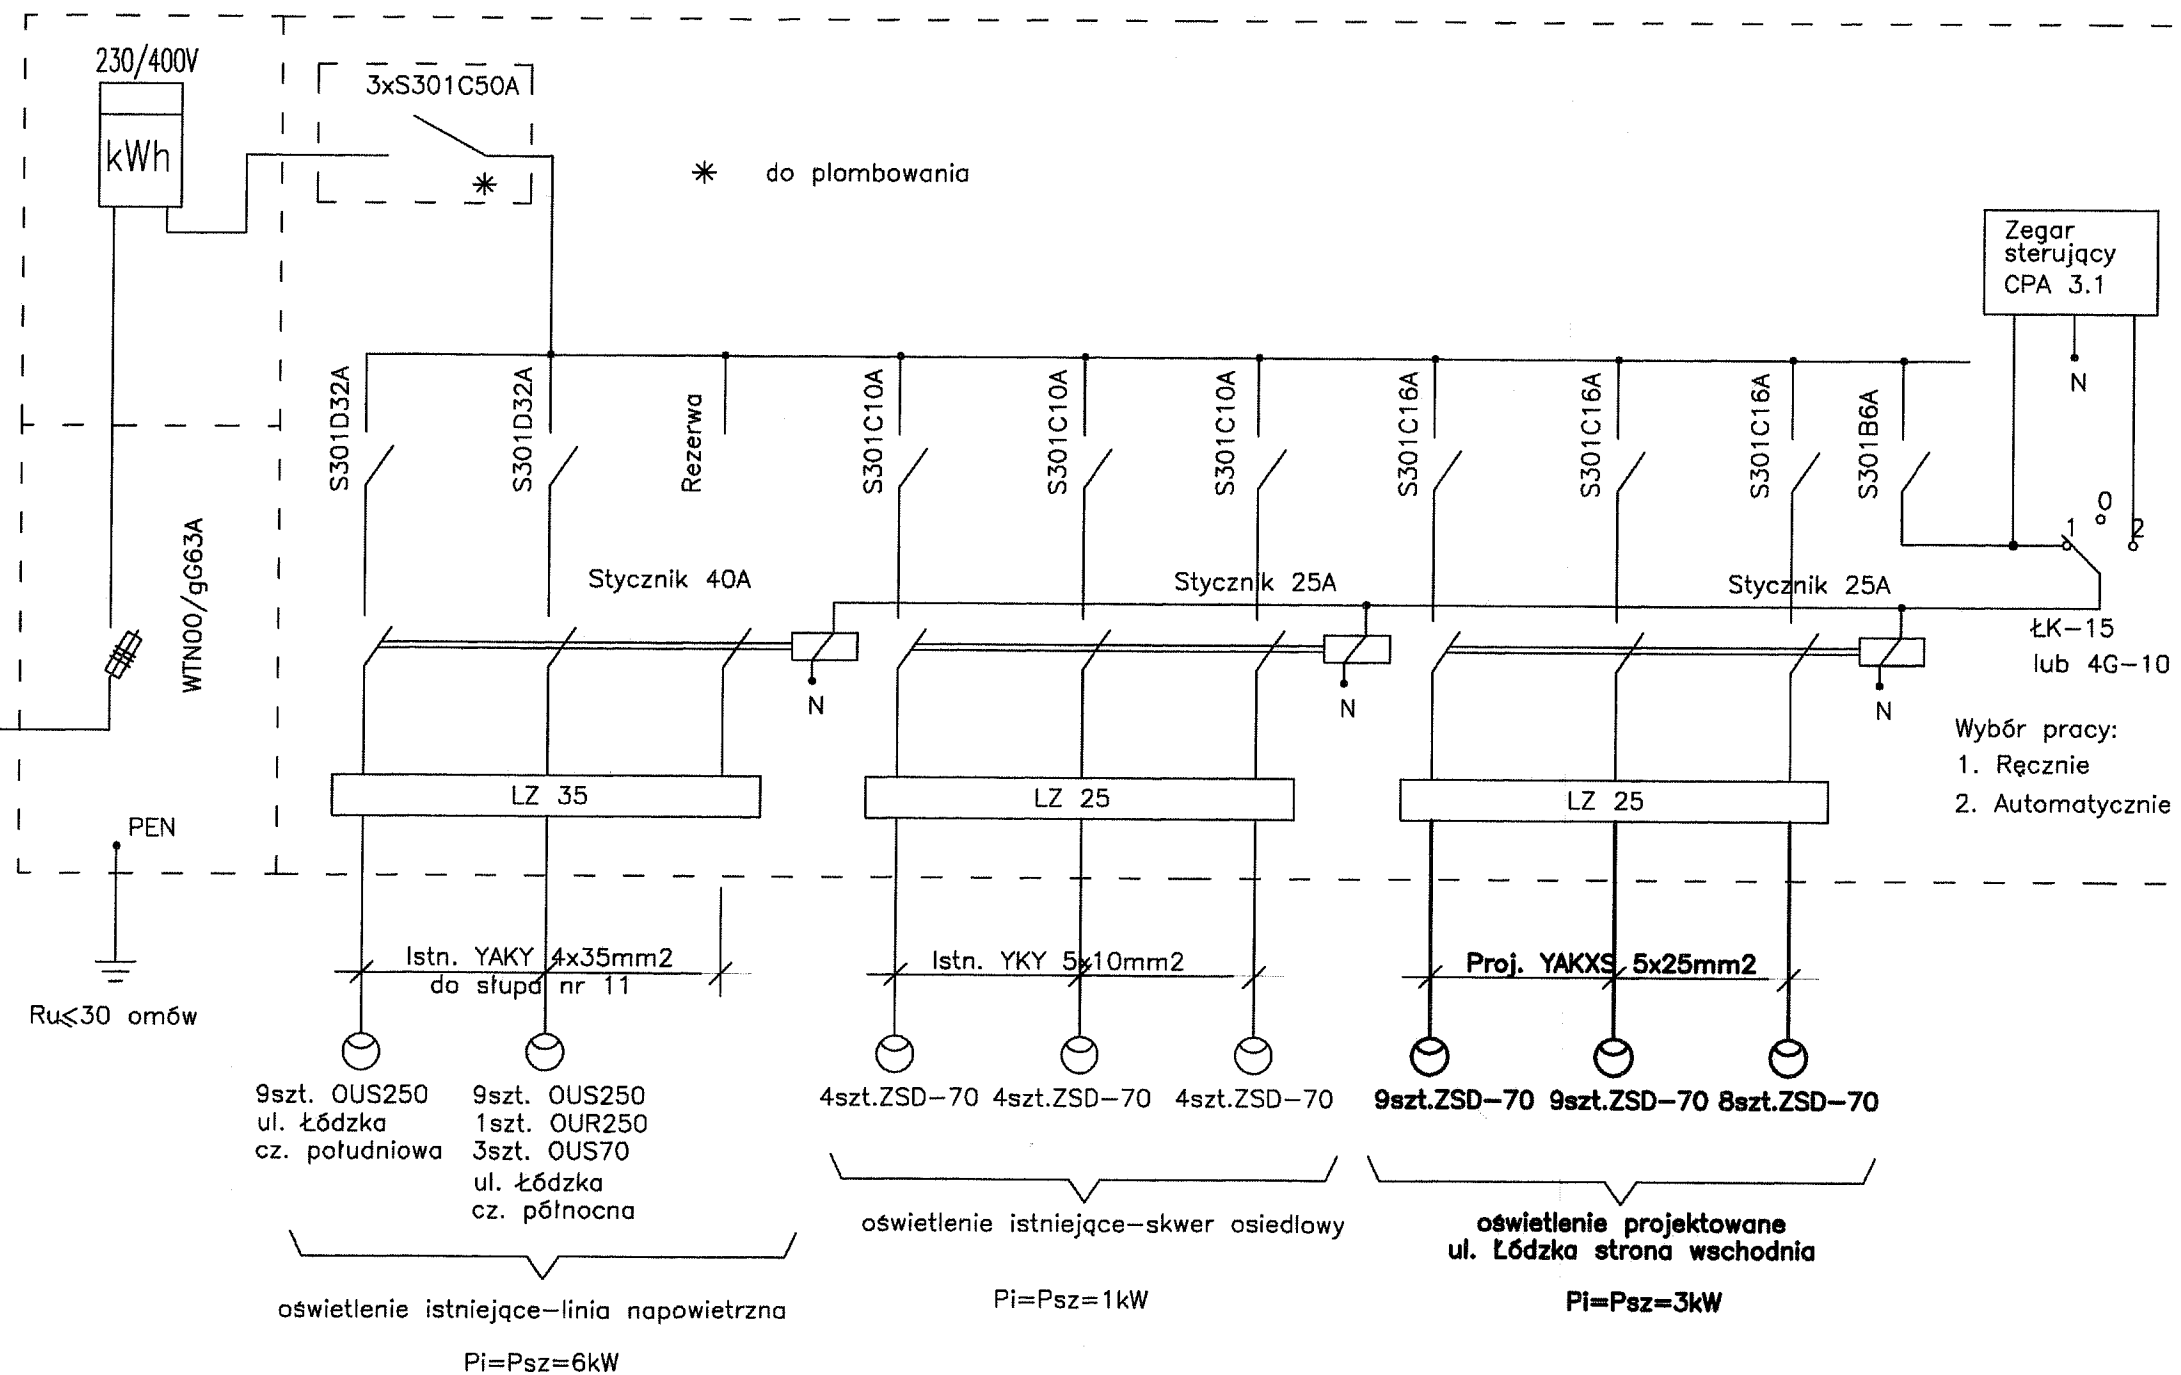 230/400V
kWh
3xS301C50A
*
* do plombowania
Zegar
sterujący
CPA 3.1
N
S301D32A
S301D32A
Rezerwa
S301C10A
S301C10A
S301C10A
S301C16A
S301C16A
S301C16A
S301B6A
0
1
2
WTN00/gG63A
Stycznik 40A
Stycznik 25A
Stycznik 25A
ŁK-15
lub 4G-10
N
N
N
Wybór pracy:
1. Ręcznie
2. Automatycznie
LZ 35
LZ 25
LZ 25
PEN
Ru⩽30 omów
Istn. YAKY 4x35mm2
do słupa nr 11
Istn. YKY 5x10mm2
Proj. YAKXS 5x25mm2
9szt. OUS250
ul. Łódzka
cz. południowa
9szt. OUS250
1szt. OUR250
3szt. OUS70
ul. Łódzka
cz. północna
4szt.ZSD-70
4szt.ZSD-70
4szt.ZSD-70
9szt.ZSD-70
9szt.ZSD-70
8szt.ZSD-70
oświetlenie istniejące-linia napowietrzna
Pi=Psz=6kW
oświetlenie istniejące-skwer osiedlowy
Pi=Psz=1kW
oświetlenie projektowane
ul. Łódzka strona wschodnia
Pi=Psz=3kW